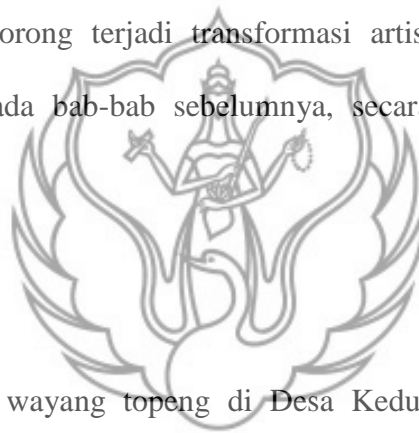 orong terjadi transformasi artis
ada bab-bab sebelumnya, secar
wayang topeng di Desa Kedu